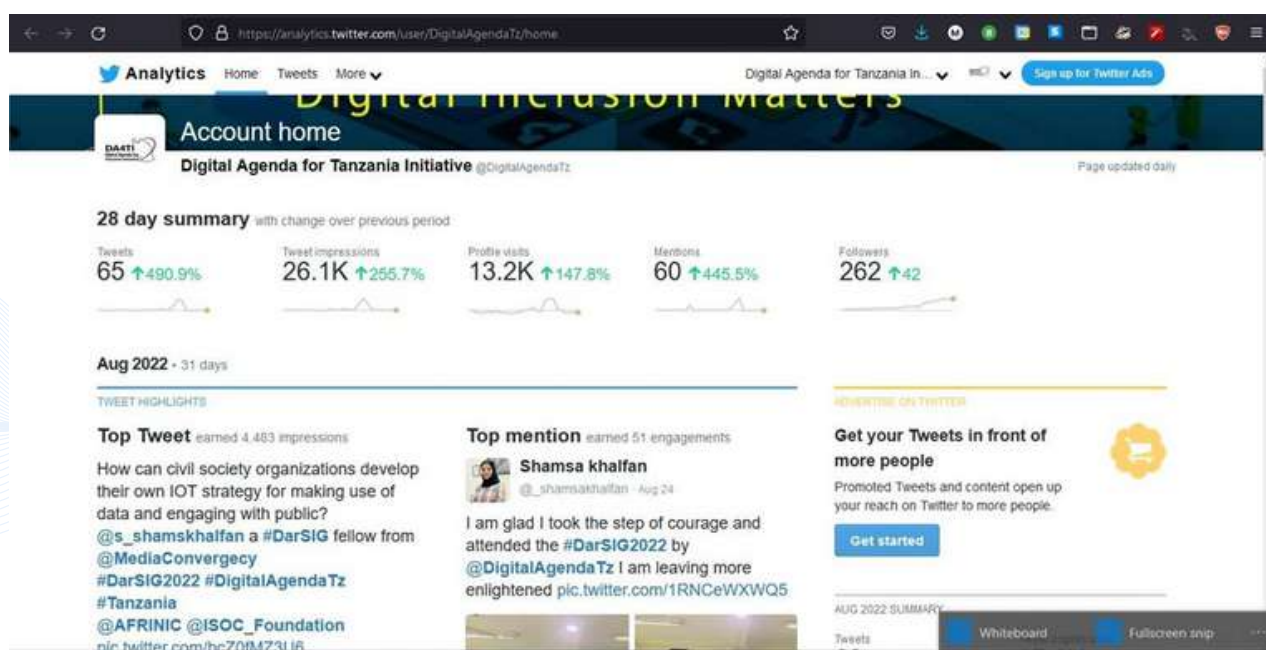 https://analytics.twitter.com/user/DigitalAgendaTz/home
Analytics Home Tweets More
Digital Agenda for Tanzania In...
Sign up for Twitter Ads
Digital Inclusion Matters
Account home
DA4TI
Digital Agenda for Tanzania Initiative @DigitalAgendaTz
Page updated daily
28 day summary with change over previous period
Tweets
65 ↑490.9%
Tweet impressions
26.1K ↑255.7%
Profile visits
13.2K ↑147.8%
Mentions
60 ↑445.5%
Followers
262 ↑42
Aug 2022 • 31 days
TWEET HIGHLIGHTS
Top Tweet earned 4,483 impressions
How can civil society organizations develop
their own IOT strategy for making use of
data and engaging with public?
@s_shamskhalfan a #DarSIG fellow from
@MediaConvergecy
#DarSIG2022 #DigitalAgendaTz
#Tanzania
@AFRINIC @ISOC_Foundation
pic.twitter.com/bcZ0fMZ3U6
Top mention earned 51 engagements
Shamsa khalfan
@_shamsakhalfan · Aug 24
I am glad I took the step of courage and
attended the #DarSIG2022 by
@DigitalAgendaTz I am leaving more
enlightened pic.twitter.com/1RNCeWXWQ5
ADVERTISE ON TWITTER
Get your Tweets in front of
more people
Promoted Tweets and content open up
your reach on Twitter to more people.
Get started
AUG 2022 SUMMARY
Tweets
Whiteboard
Fullscreen snip